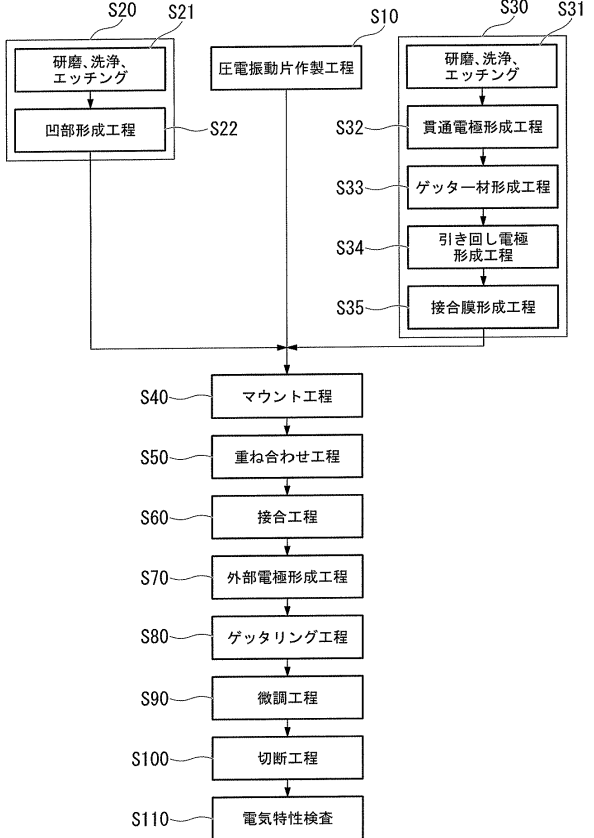 S20
S21
研磨、洗浄、
エッチング
凹部形成工程
S22
S10
圧電振動片作製工程
S30
S31
研磨、洗浄、
エッチング
S32
貫通電極形成工程
S33
ゲッター材形成工程
S34
引き回し電極
形成工程
S35
接合膜形成工程
S40
マウント工程
S50
重ね合わせ工程
S60
接合工程
S70
外部電極形成工程
S80
ゲッタリング工程
S90
微調工程
S100
切断工程
S110
電気特性検査